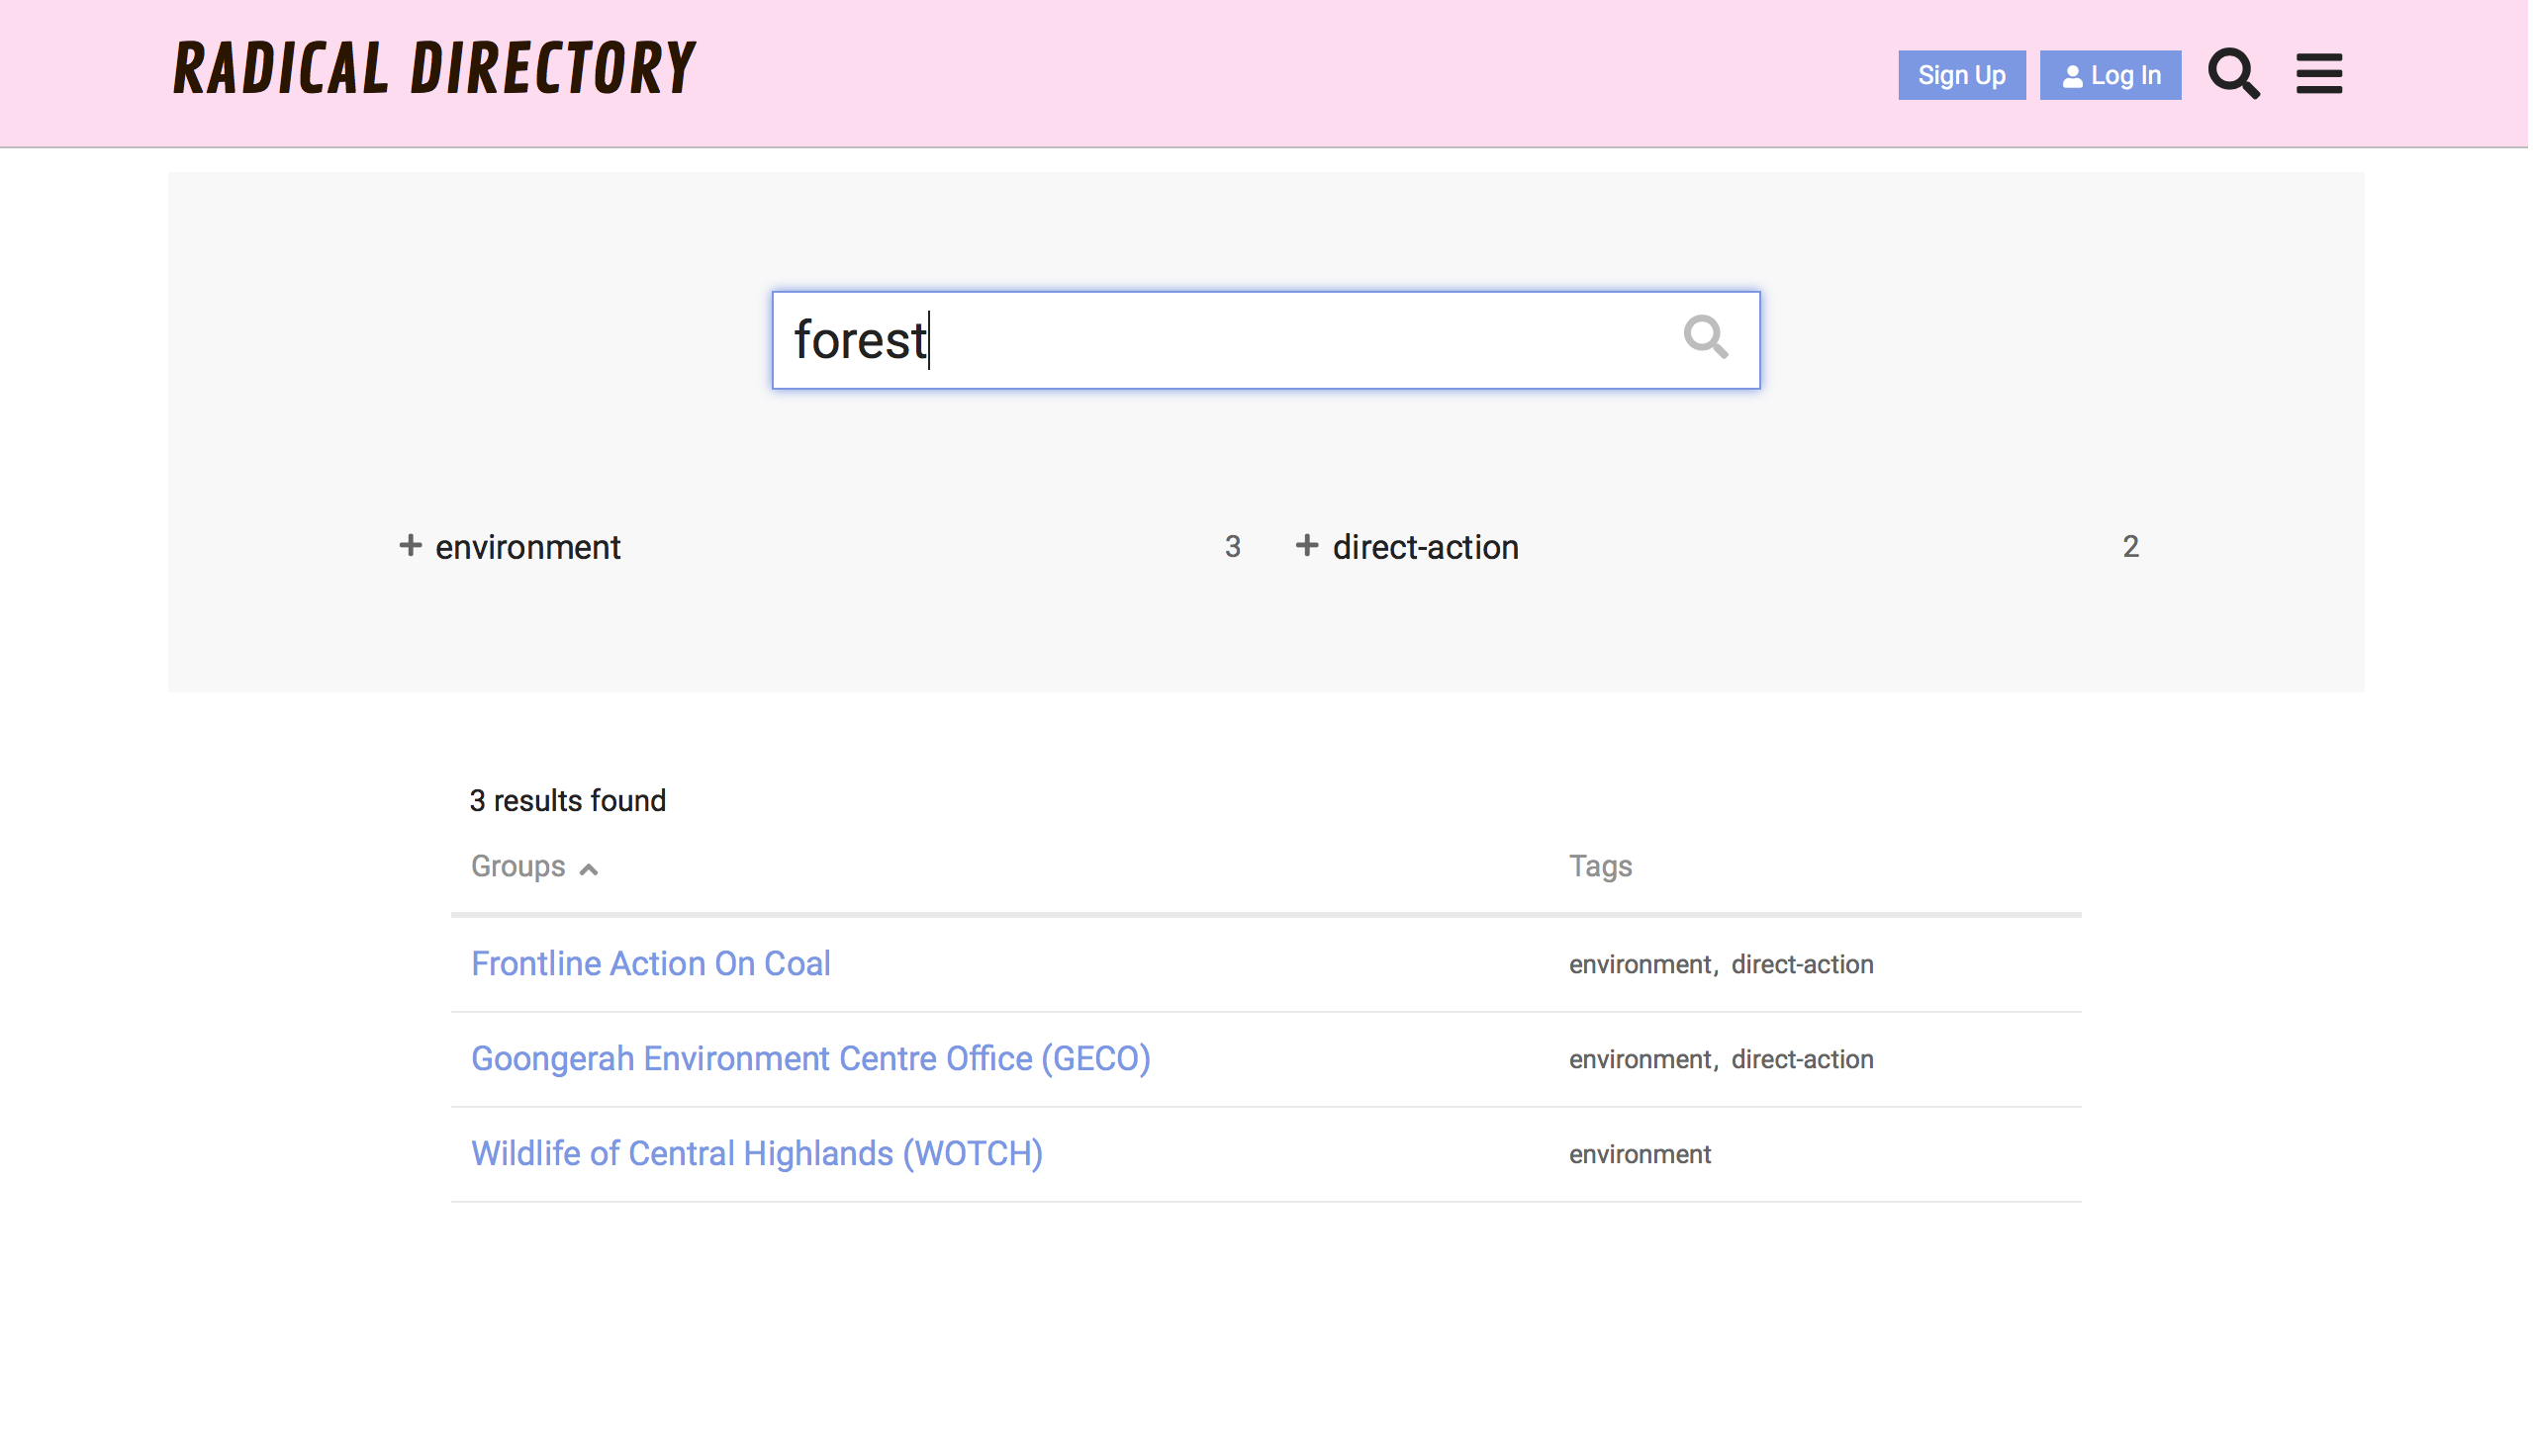 RADICAL DIRECTORY
Sign Up Log In
forest
environment 3 direct-action 2
3 results found
Groups Tags
Frontline Action On Coal environment, direct-action
Goongerah Environment Centre Office (GECO) environment, direct-action
Wildlife of Central Highlands (WOTCH) environment